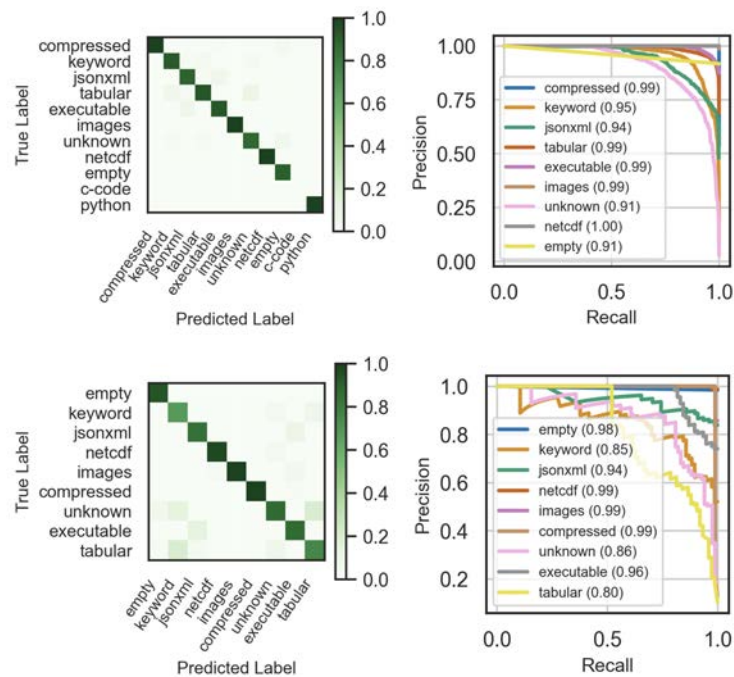 compressed
keyword
jsonxml
tabular
executable
images
unknown
netcdf
empty
c-code
python
True Label
compressed
keyword
jsonxml
tabular
executable
images
unknown
netcdf
empty
c-code
python
Predicted Label
1.0
0.8
0.6
0.4
0.2
0.0
Precision
1.00
0.75
0.50
0.25
0.00
compressed (0.99)
keyword (0.95)
jsonxml (0.94)
tabular (0.99)
executable (0.99)
images (0.99)
unknown (0.91)
netcdf (1.00)
empty (0.91)
0.0 0.5 1.0
Recall
empty
keyword
jsonxml
netcdf
images
compressed
unknown
executable
tabular
True Label
empty
keyword
jsonxml
netcdf
images
compressed
unknown
executable
tabular
Predicted Label
1.0
0.8
0.6
0.4
0.2
0.0
Precision
1.0
0.8
0.6
0.4
0.2
empty (0.98)
keyword (0.85)
jsonxml (0.94)
netcdf (0.99)
images (0.99)
compressed (0.99)
unknown (0.86)
executable (0.96)
tabular (0.80)
0.0 0.5 1.0
Recall